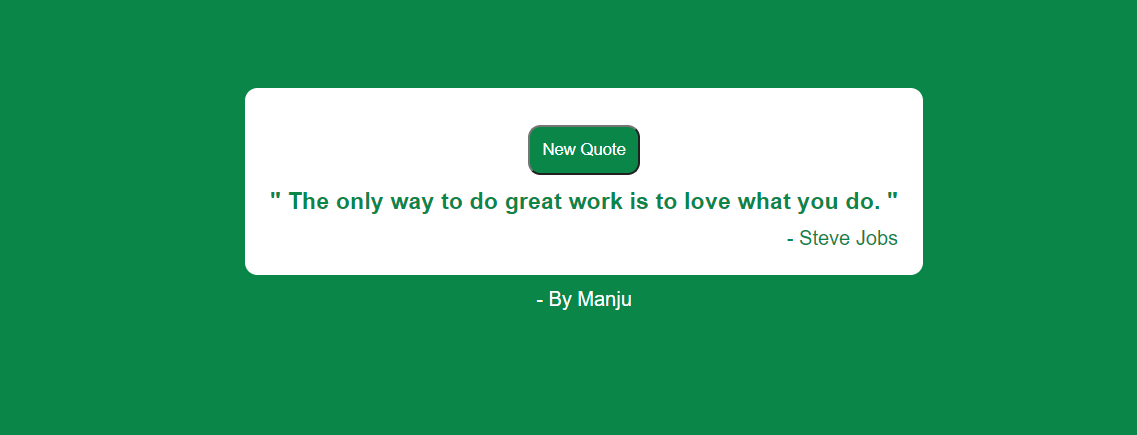 New Quote
" The only way to do great work is to love what you do. "
- Steve Jobs
- By Manju